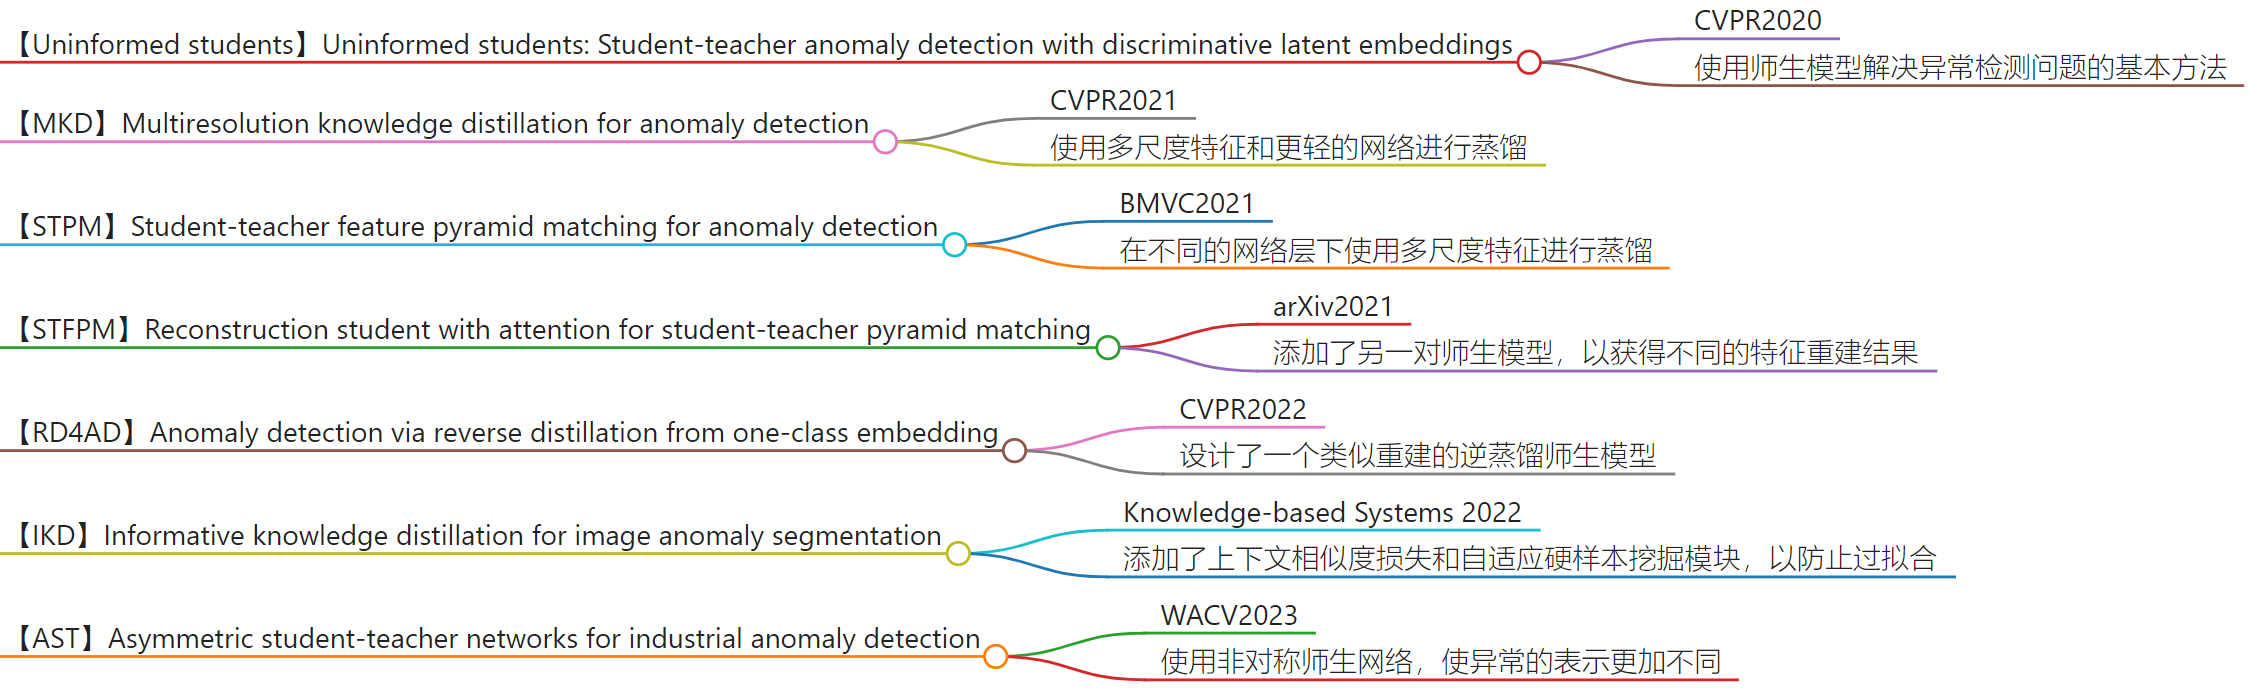 【Uninformed students】Uninformed students: Student-teacher anomaly detection with discriminative latent embeddings
CVPR2020
使用师生模型解决异常检测问题的基本方法
【MKD】Multiresolution knowledge distillation for anomaly detection
CVPR2021
使用多尺度特征和更轻的网络进行蒸馏
【STPM】Student-teacher feature pyramid matching for anomaly detection
BMVC2021
在不同的网络层下使用多尺度特征进行蒸馏
【STFPM】Reconstruction student with attention for student-teacher pyramid matching
arXiv2021
添加了另一对师生模型，以获得不同的特征重建结果
【RD4AD】Anomaly detection via reverse distillation from one-class embedding
CVPR2022
设计了一个类似重建的逆蒸馏师生模型
【IKD】Informative knowledge distillation for image anomaly segmentation
Knowledge-based Systems 2022
添加了上下文相似度损失和自适应硬样本挖掘模块，以防止过拟合
【AST】Asymmetric student-teacher networks for industrial anomaly detection
WACV2023
使用非对称师生网络，使异常的表示更加不同